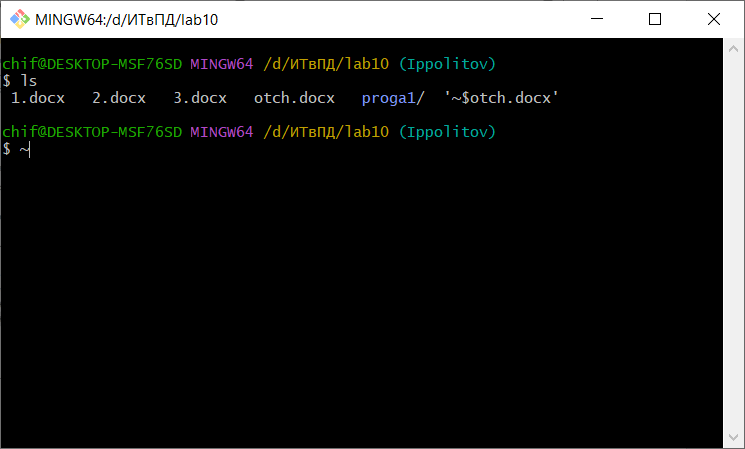 MINGW64:/d/ИТвПД/lab10
chif@DESKTOP-MSF76SD MINGW64 /d/ИТвПД/lab10 (Ippolitov)
$ ls
1.docx   2.docx   3.docx   otch.docx   proga1/  '~$otch.docx'
chif@DESKTOP-MSF76SD MINGW64 /d/ИТвПД/lab10 (Ippolitov)
$ ~